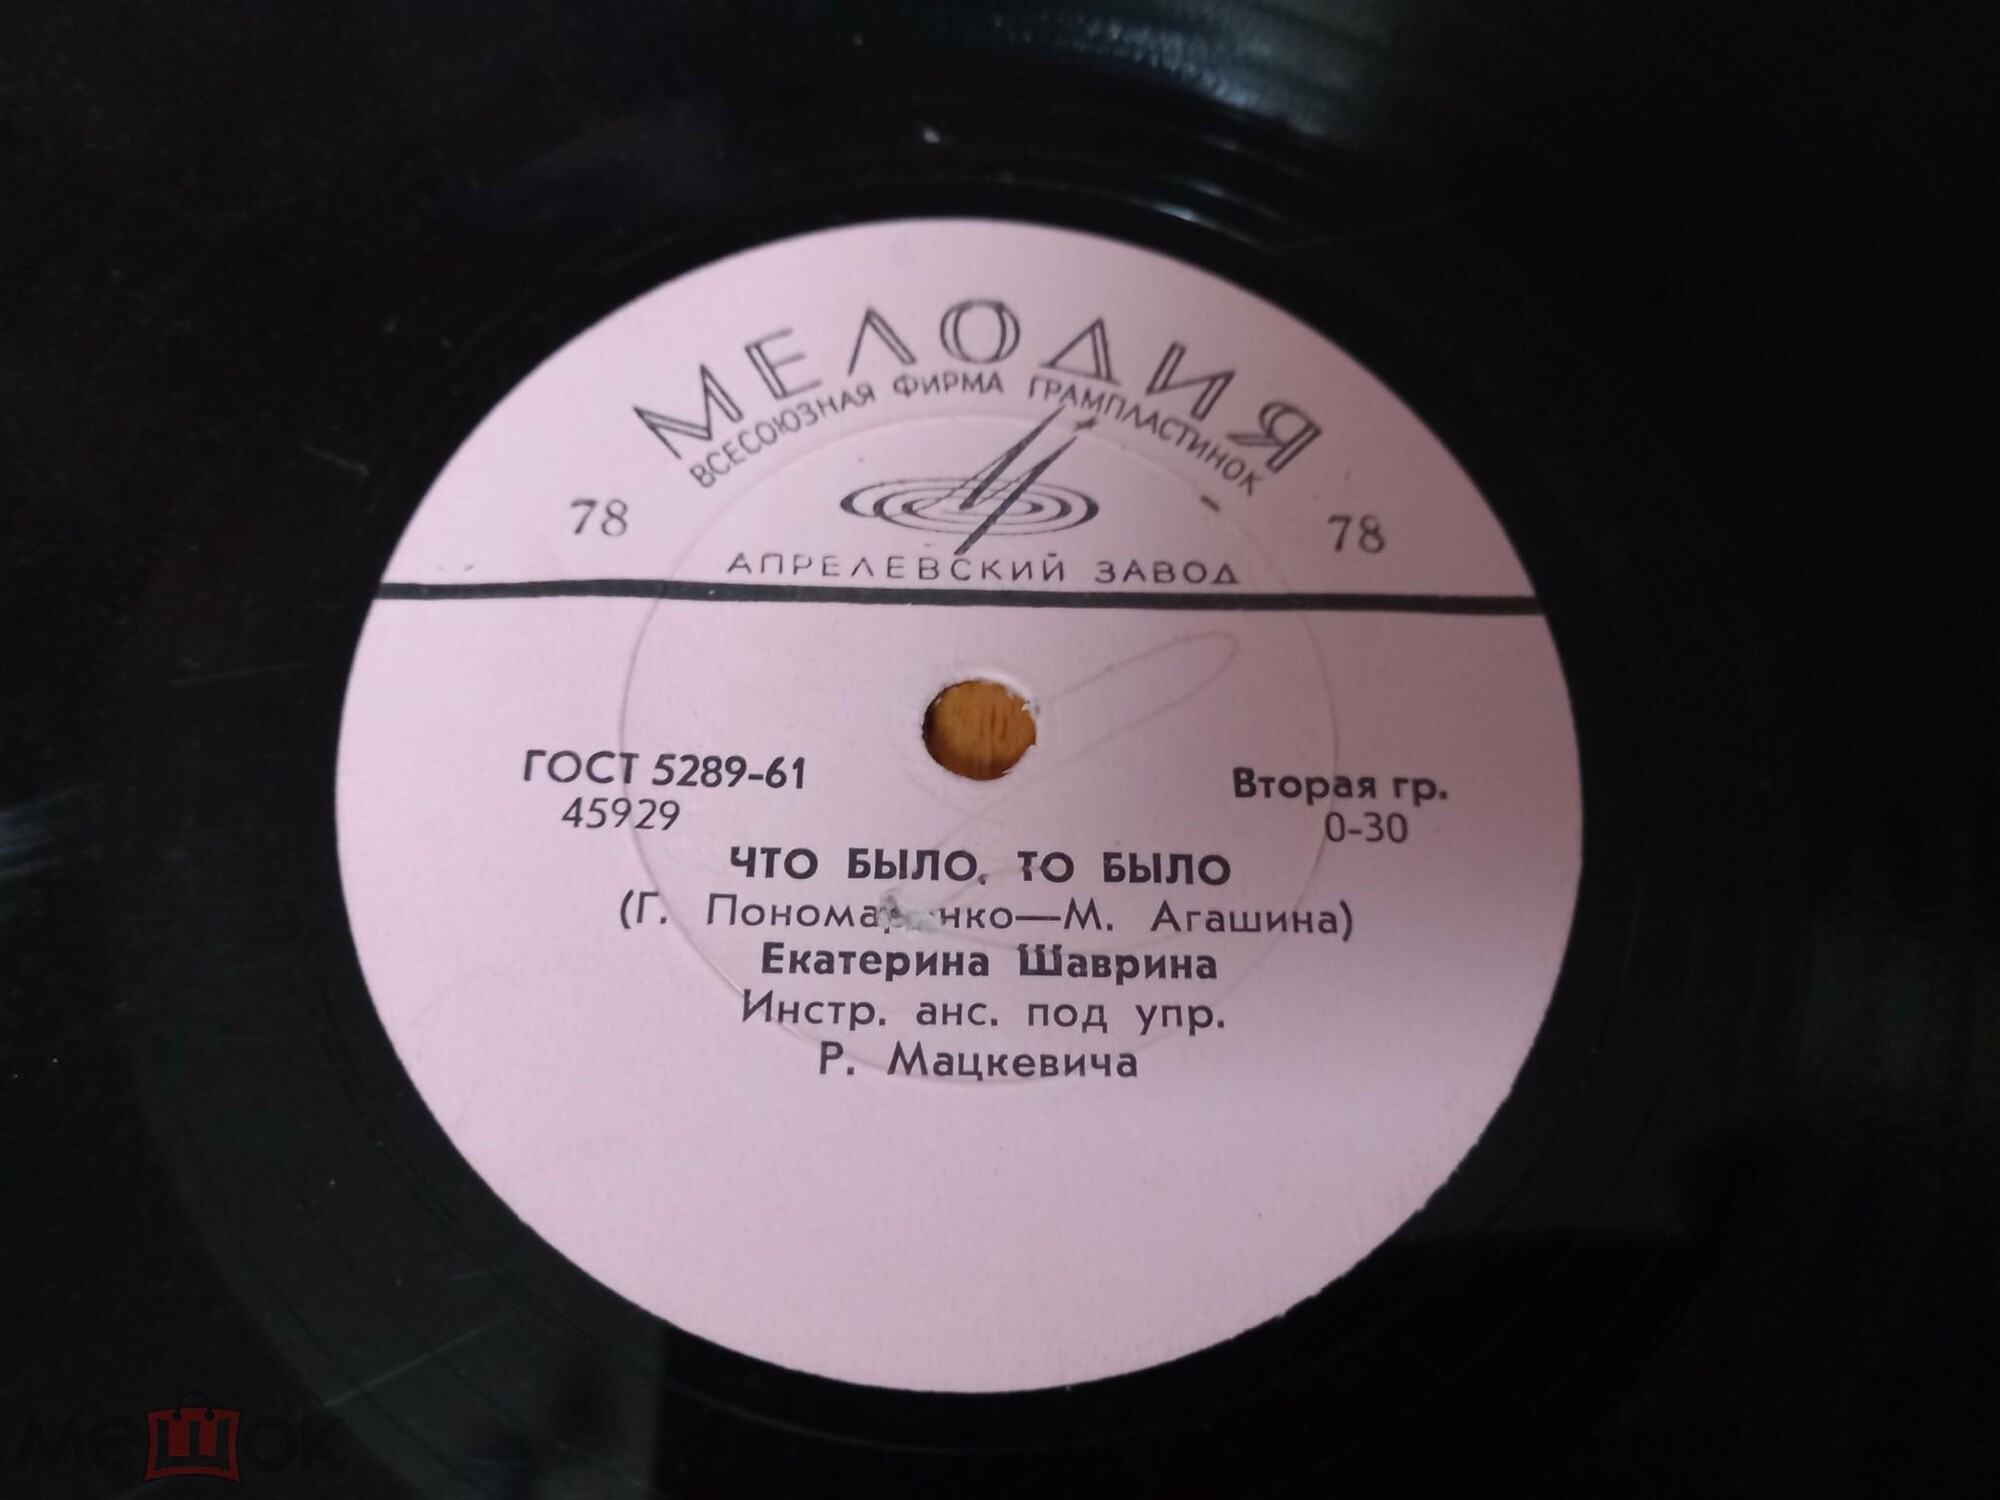 МЕЛОДИЯ
ВСЕСОЮЗНАЯ ФИРМА ГРАМПЛАСТИНОК
78 78
АПРЕЛЕВСКИЙ ЗАВОД
ГОСТ 5289-61 Вторая гр.
45929 0-30
ЧТО БЫЛО, ТО БЫЛО
(Г. —М. Агашина)
Екатерина Шаврина
Инстр. анс. под упр.
Р. Мацкевича
мешок